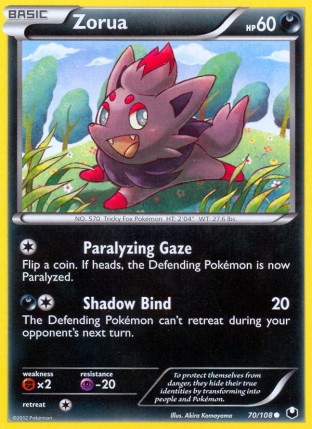 BASIC
Zorua
HP60
NO. 570 Tricky Fox Pokémon HT: 2'04" WT: 27.6 lbs.
Paralyzing Gaze
Flip a coin. If heads, the Defending Pokémon is now
Paralyzed.
Shadow Bind 20
The Defending Pokémon can't retreat during your
opponent's next turn.
weakness
×2
resistance
-20
retreat
To protect themselves from
danger, they hide their true
identities by transforming into
people and Pokémon.
©2012 Pokémon
Illus. Akira Komayama
70/108